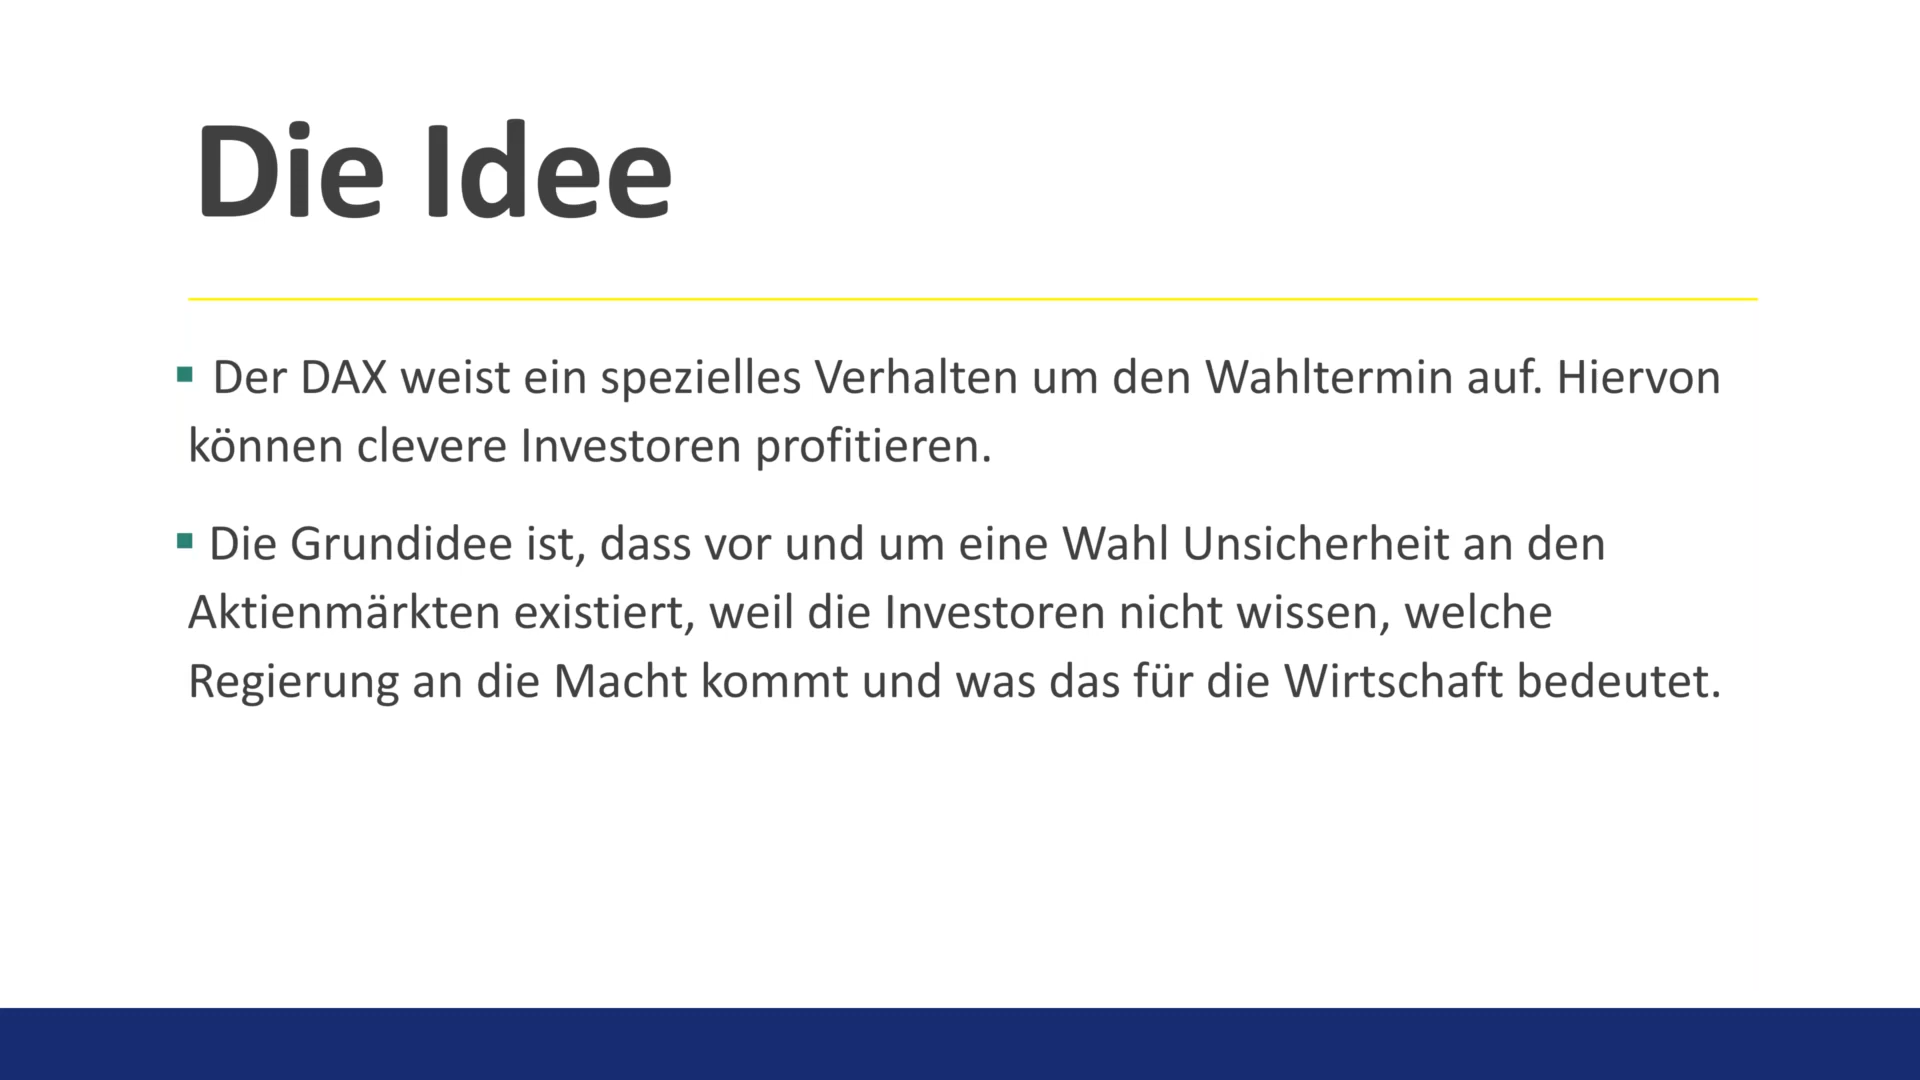 Die Idee
▪ Der DAX weist ein spezielles Verhalten um den Wahltermin auf. Hiervon
können clevere Investoren profitieren.
▪ Die Grundidee ist, dass vor und um eine Wahl Unsicherheit an den
Aktienmärkten existiert, weil die Investoren nicht wissen, welche
Regierung an die Macht kommt und was das für die Wirtschaft bedeutet.